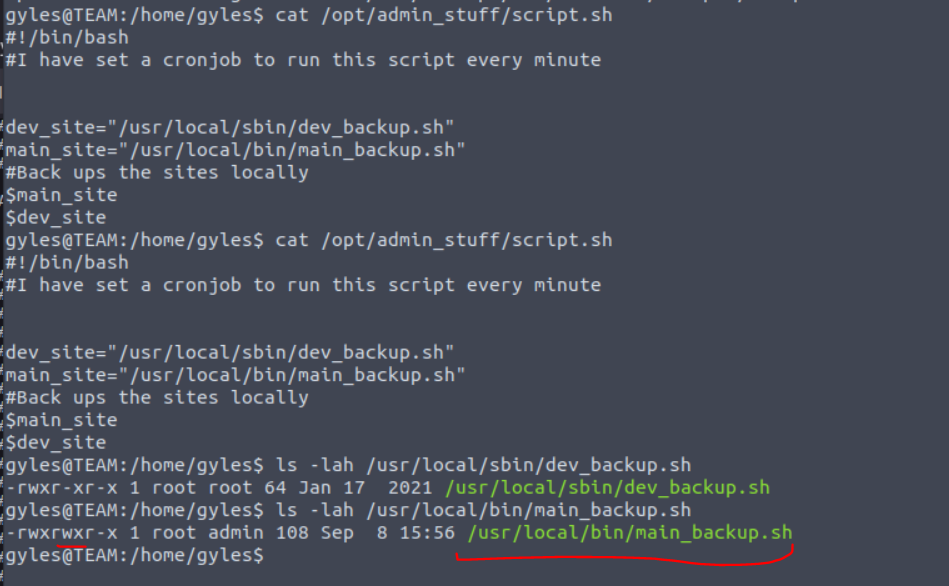 gyles@TEAM:/home/gyles$ cat /opt/admin_stuff/script.sh
#!/bin/bash
#I have set a cronjob to run this script every minute
dev_site="/usr/local/sbin/dev_backup.sh"
main_site="/usr/local/bin/main_backup.sh"
#Back ups the sites locally
$main_site
$dev_site
gyles@TEAM:/home/gyles$ cat /opt/admin_stuff/script.sh
#!/bin/bash
#I have set a cronjob to run this script every minute
dev_site="/usr/local/sbin/dev_backup.sh"
main_site="/usr/local/bin/main_backup.sh"
#Back ups the sites locally
$main_site
$dev_site
gyles@TEAM:/home/gyles$ ls -lah /usr/local/sbin/dev_backup.sh
-rwxr-xr-x 1 root root 64 Jan 17  2021 /usr/local/sbin/dev_backup.sh
gyles@TEAM:/home/gyles$ ls -lah /usr/local/bin/main_backup.sh
-rwxrwxr-x 1 root admin 108 Sep  8 15:56 /usr/local/bin/main_backup.sh
gyles@TEAM:/home/gyles$